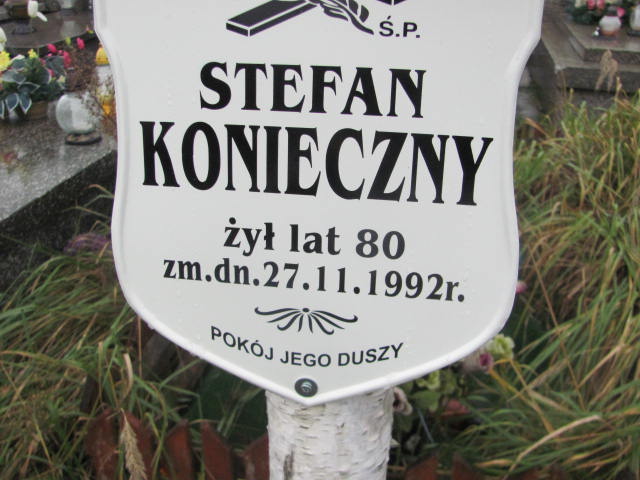 Ś.P.
STEFAN
KONIECZNY
żył lat 80
zm.dn.27.11.1992r.
POKÓJ JEGO DUSZY